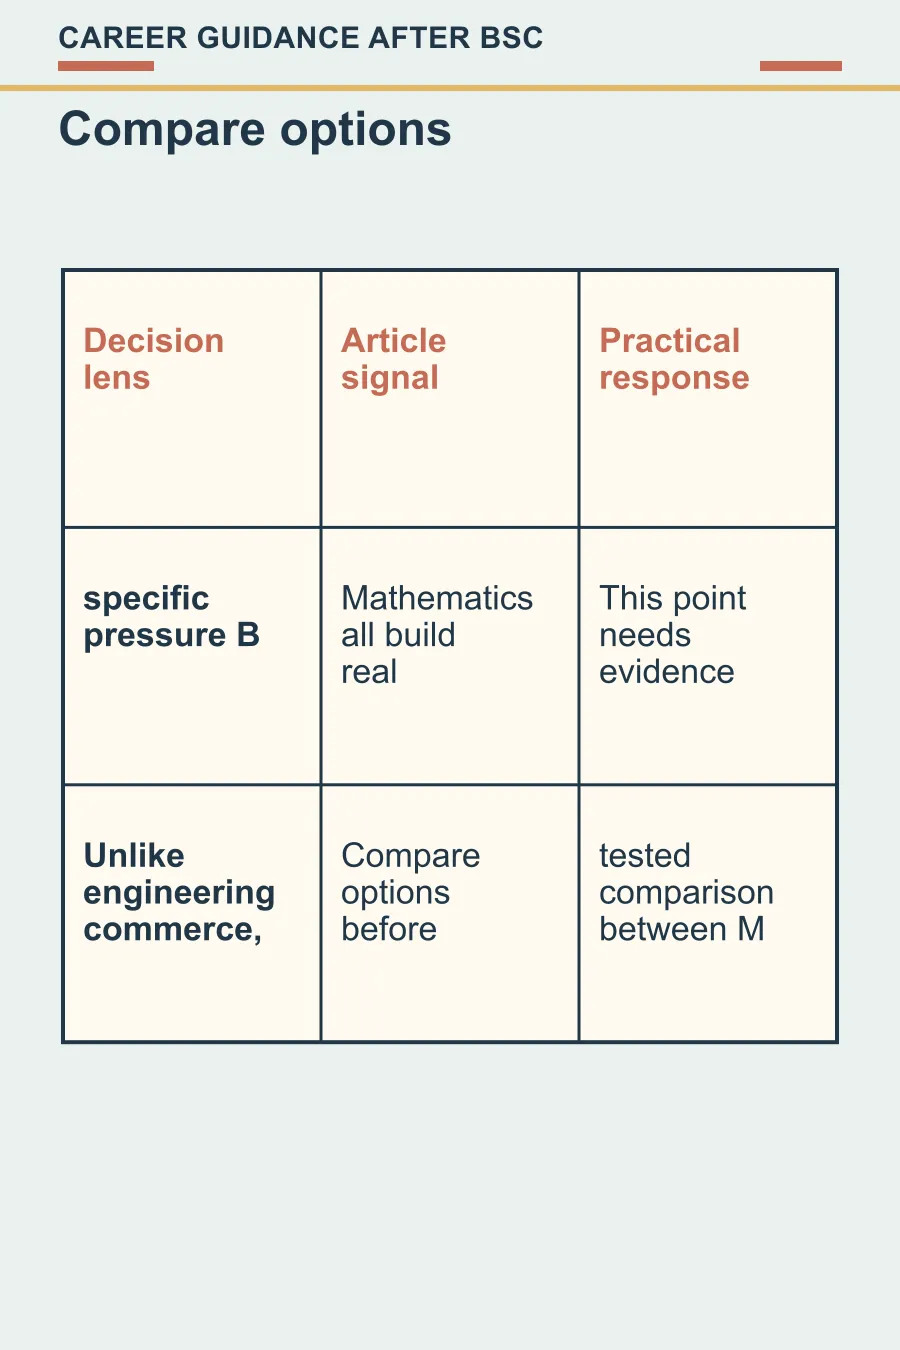 CAREER GUIDANCE AFTER BSC
Compare options
Decision
lens
Article
signal
Practical
response
specific
pressure B
Mathematics
all build
real
This point
needs
evidence
Unlike
engineering
commerce,
Compare
options
before
tested
comparison
between M